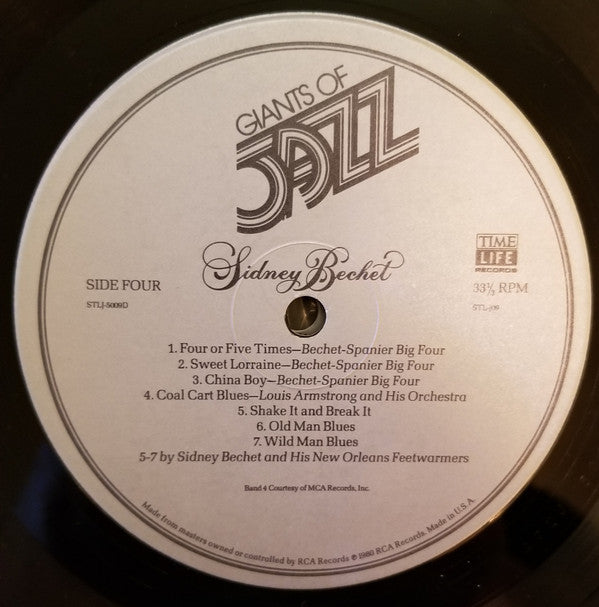 GIANTS OF
JAZZ
Sidney Bechet
SIDE FOUR
STLJ-5009D
TIME
LIFE
RECORDS
33⅓ RPM
STL-J09
1. Four or Five Times—Bechet-Spanier Big Four
2. Sweet Lorraine—Bechet-Spanier Big Four
3. China Boy—Bechet-Spanier Big Four
4. Coal Cart Blues—Louis Armstrong and His Orchestra
5. Shake It and Break It
6. Old Man Blues
7. Wild Man Blues
5-7 by Sidney Bechet and His New Orleans Feetwarmers
Band 4 Courtesy of MCA Records, Inc.
Made from masters owned or controlled by RCA Records ℗ 1980 RCA Records. Made in U.S.A.